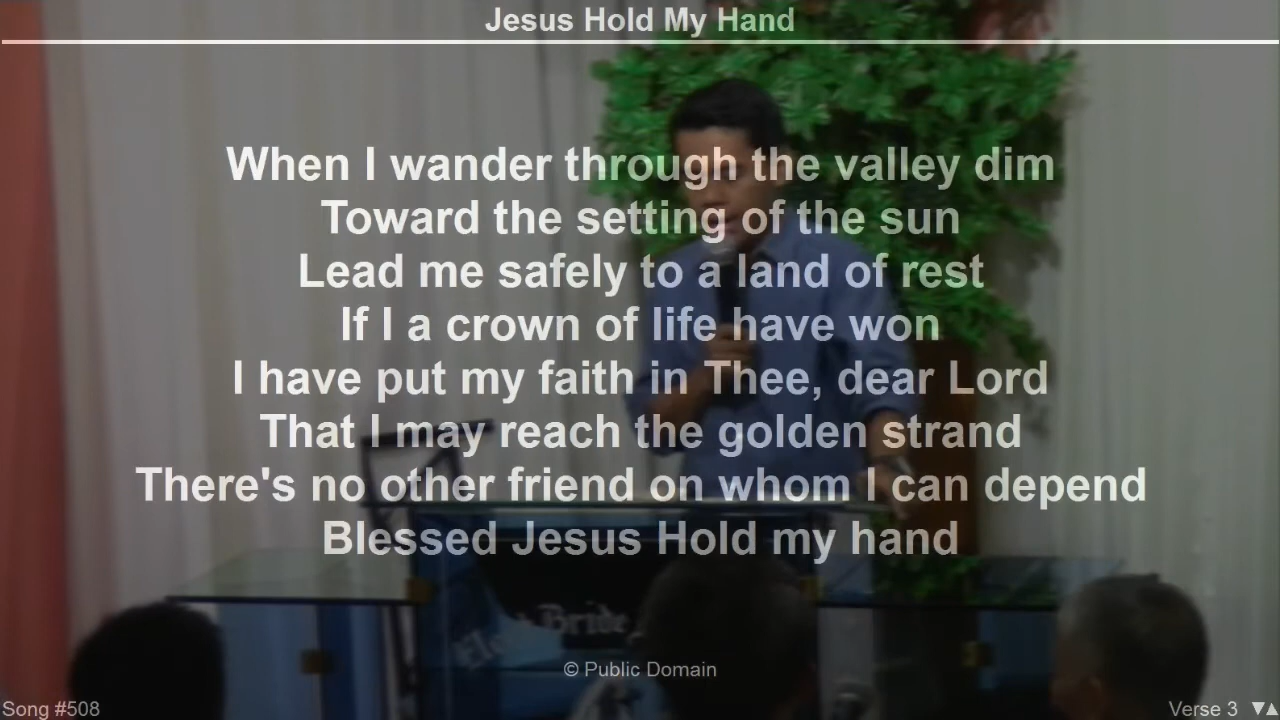 Jesus Hold My Hand
When I wander through the valley dim
Toward the setting of the sun
Lead me safely to a land of rest
If I a crown of life have won
I have put my faith in Thee, dear Lord
That I may reach the golden strand
There's no other friend on whom I can depend
Blessed Jesus Hold my hand
Bride
© Public Domain
Song #508
Verse 3 ▼▲